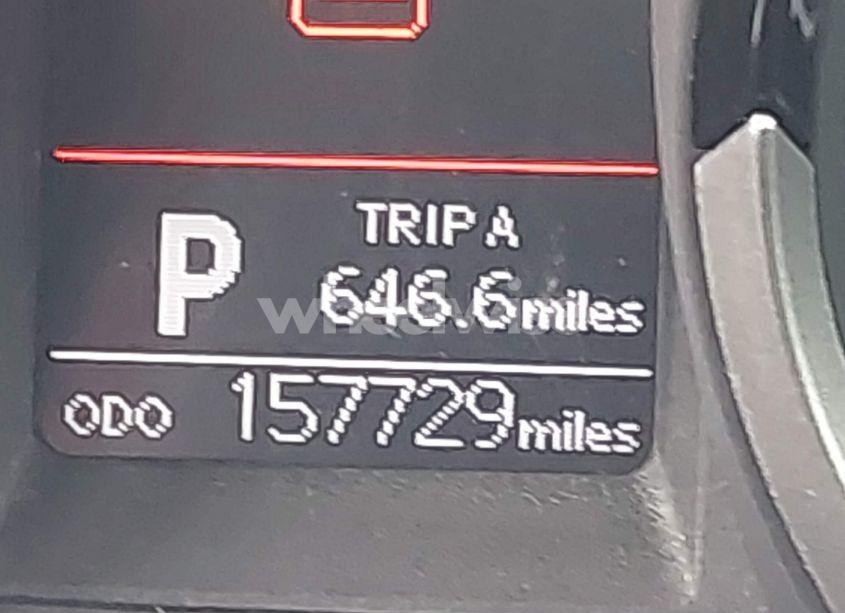 TRIP A
P
646.6 miles
ODO 157729 miles